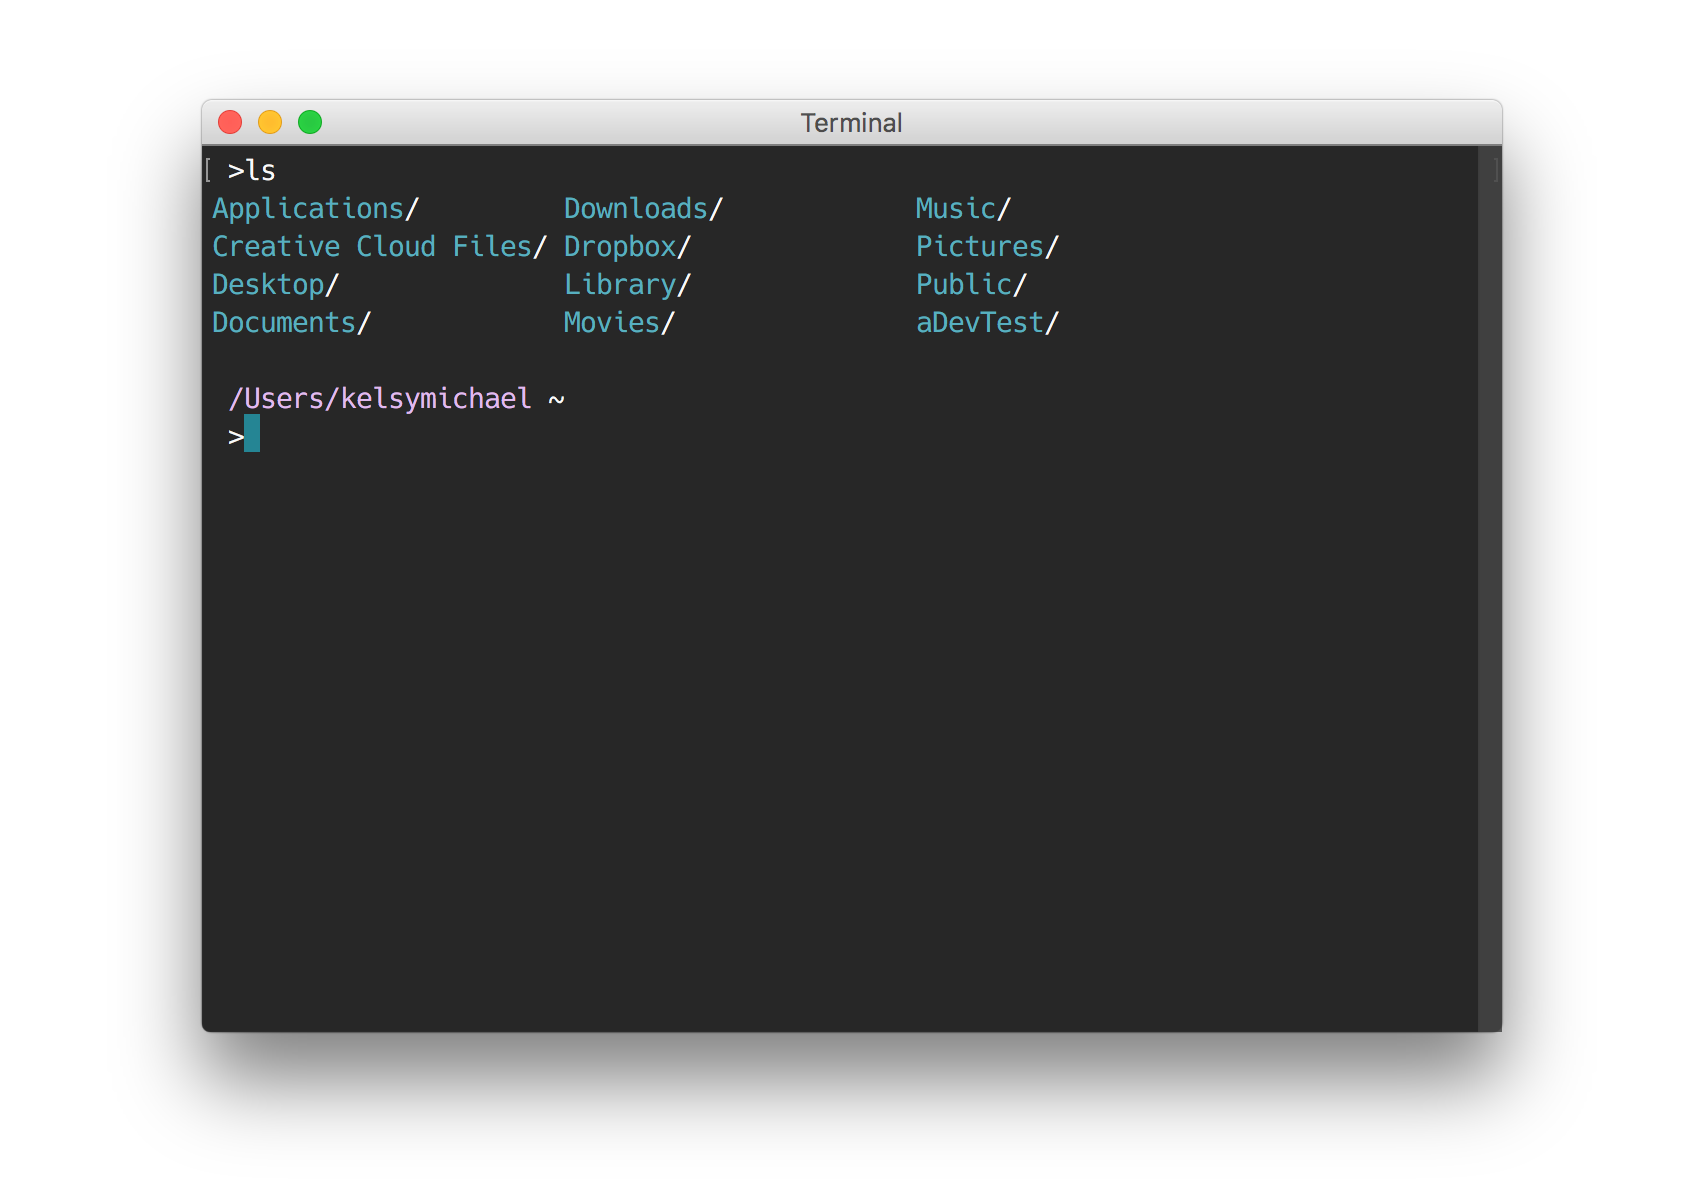 Terminal
[ >ls ]
Applications/ Downloads/ Music/
Creative Cloud Files/ Dropbox/ Pictures/
Desktop/ Library/ Public/
Documents/ Movies/ aDevTest/
/Users/kelsymichael ~
>